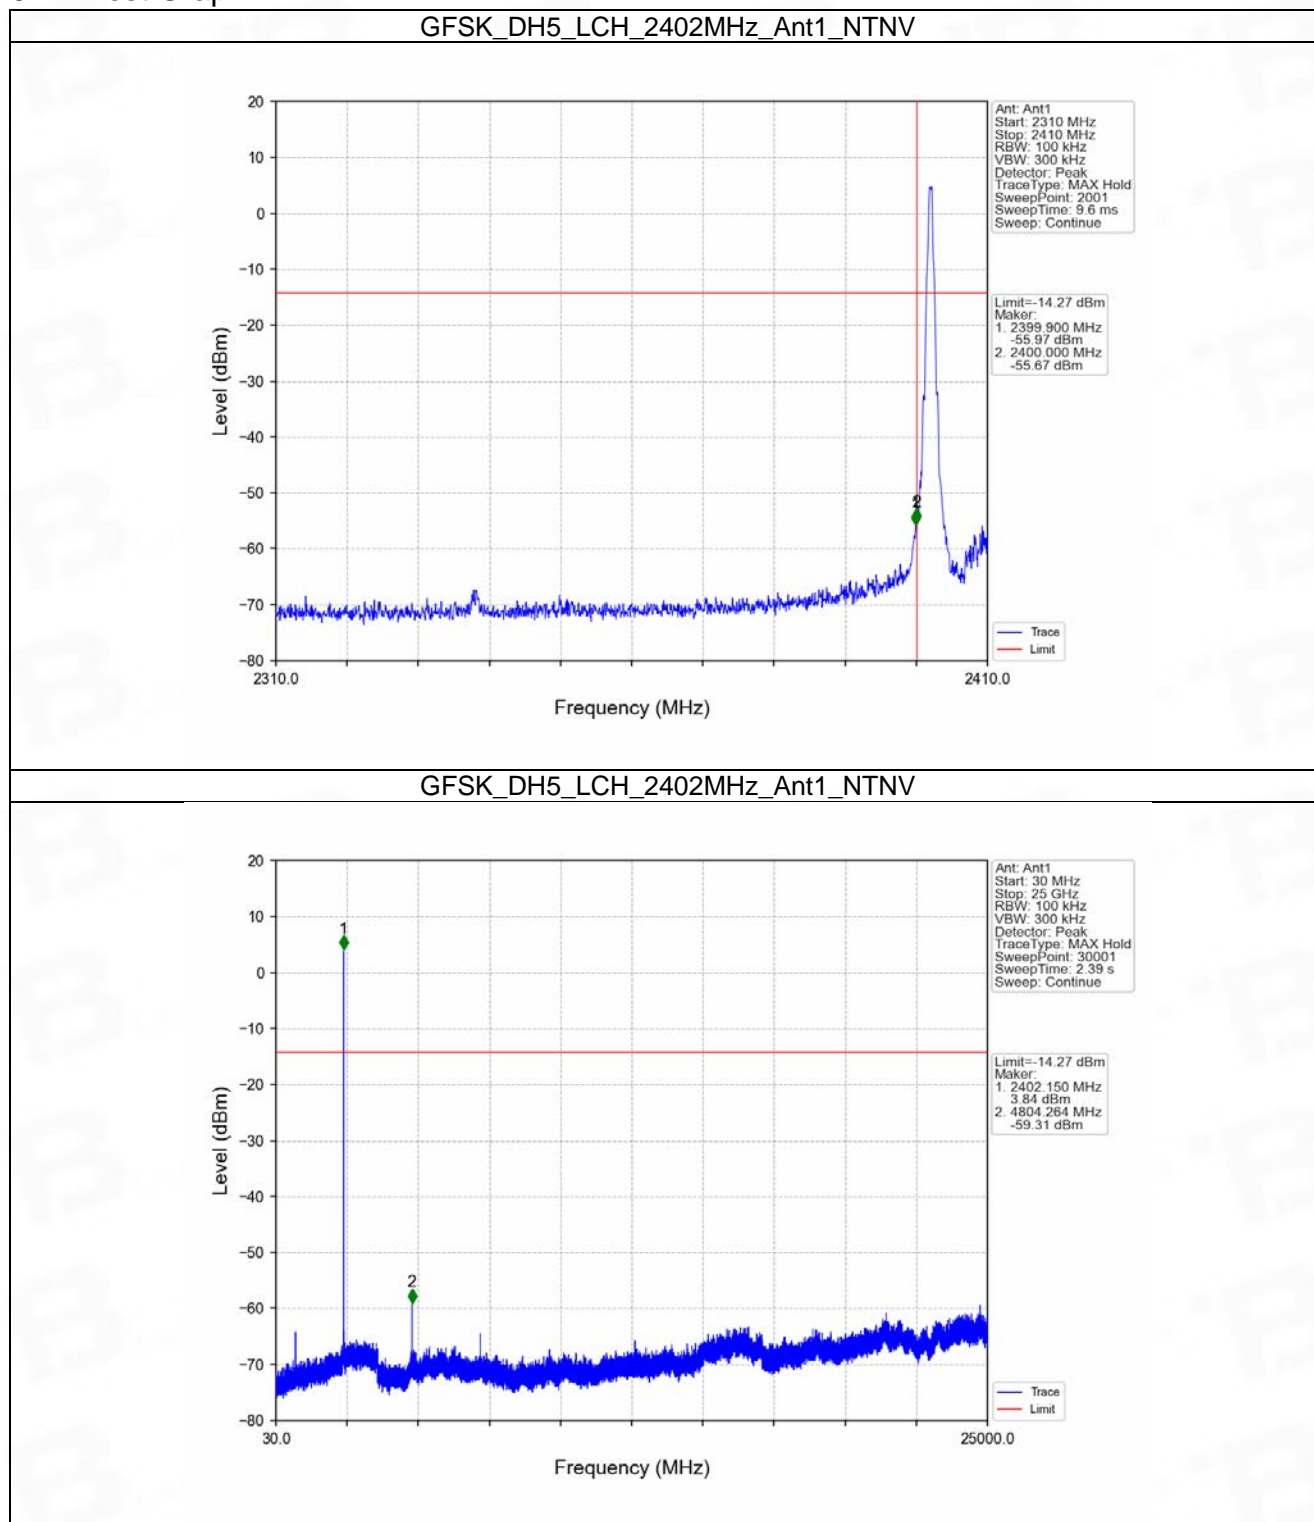 GFSK_DH5_LCH_2402MHz_Ant1_NTNV
20
10
0
−10
−20
−30
−40
−50
−60
−70
−80
Level (dBm)
2
2310.0
2410.0
Frequency (MHz)
Ant: Ant1
Start: 2310 MHz
Stop: 2410 MHz
RBW: 100 kHz
VBW: 300 kHz
Detector: Peak
TraceType: MAX Hold
SweepPoint: 2001
SweepTime: 9.6 ms
Sweep: Continue
Limit=-14.27 dBm
Maker:
1. 2399.900 MHz
-55.97 dBm
2. 2400.000 MHz
-55.67 dBm
Trace
Limit
GFSK_DH5_LCH_2402MHz_Ant1_NTNV
20
10
0
−10
−20
−30
−40
−50
−60
−70
−80
Level (dBm)
1
2
30.0
25000.0
Frequency (MHz)
Ant: Ant1
Start: 30 MHz
Stop: 25 GHz
RBW: 100 kHz
VBW: 300 kHz
Detector: Peak
TraceType: MAX Hold
SweepPoint: 30001
SweepTime: 2.39 s
Sweep: Continue
Limit=-14.27 dBm
Maker:
1. 2402.150 MHz
3.84 dBm
2. 4804.264 MHz
-59.31 dBm
Trace
Limit